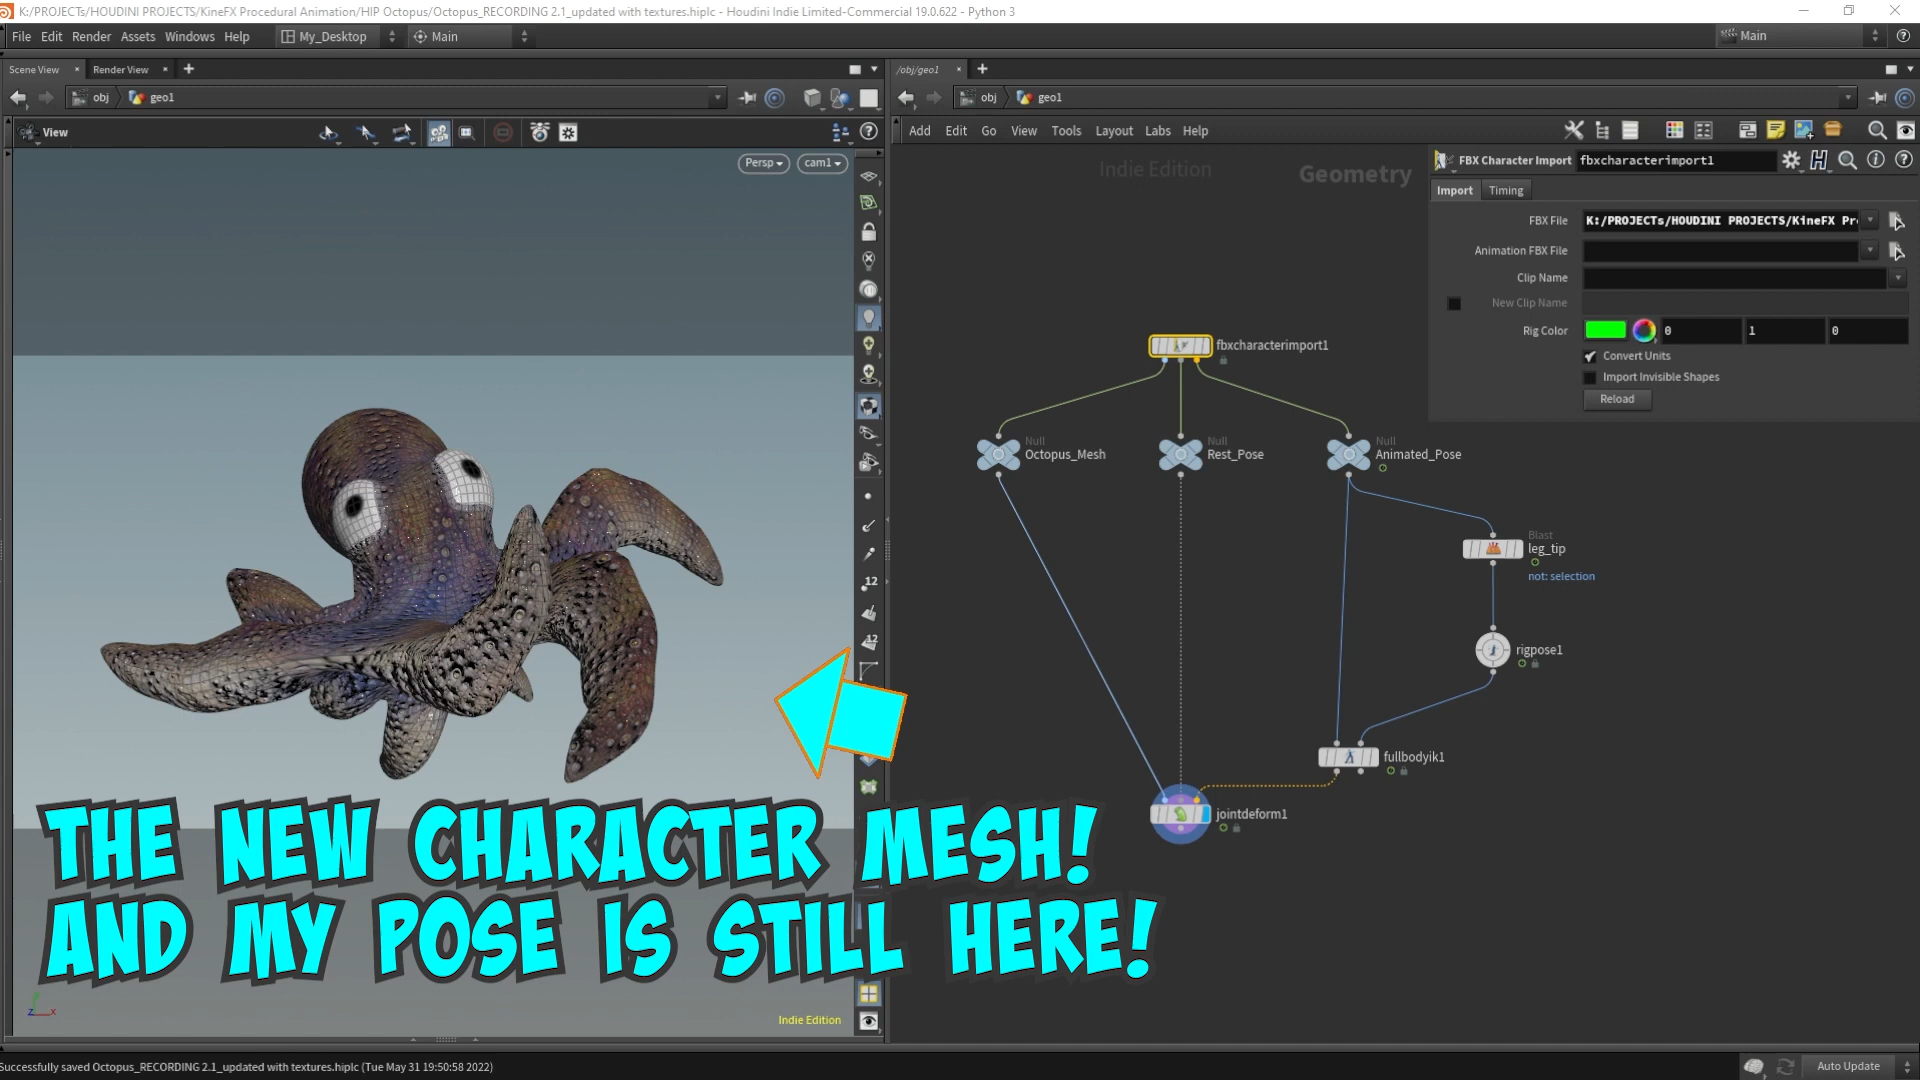 K:/PROJECTs/HOUDINI PROJECTS/KineFX Procedural Animation/HIP Octopus/Octopus_RECORDING 2.1_updated with textures.hiplc - Houdini Indie Limited-Commercial 19.0.622 - Python 3
File Edit Render Assets Windows Help My_Desktop Main Main
Scene View Render View /obj/geo1
obj geo1 obj geo1
View
Add Edit Go View Tools Layout Labs Help
Persp cam1
Indie Edition Geometry
FBX Character Import fbxcharacterimport1
Import Timing
FBX File K:/PROJECTs/HOUDINI PROJECTS/KineFX Pr
Animation FBX File
Clip Name
New Clip Name
Rig Color 0 1 0
Convert Units
Import Invisible Shapes
Reload
fbxcharacterimport1
Null
Octopus_Mesh
Null
Rest_Pose
Null
Animated_Pose
Blast
leg_tip
not: selection
rigpose1
fullbodyik1
jointdeform1
12
12
THE NEW CHARACTER MESH!
AND MY POSE IS STILL HERE!
z x
Indie Edition
Successfully saved Octopus_RECORDING 2.1_updated with textures.hiplc (Tue May 31 19:50:58 2022)
Auto Update